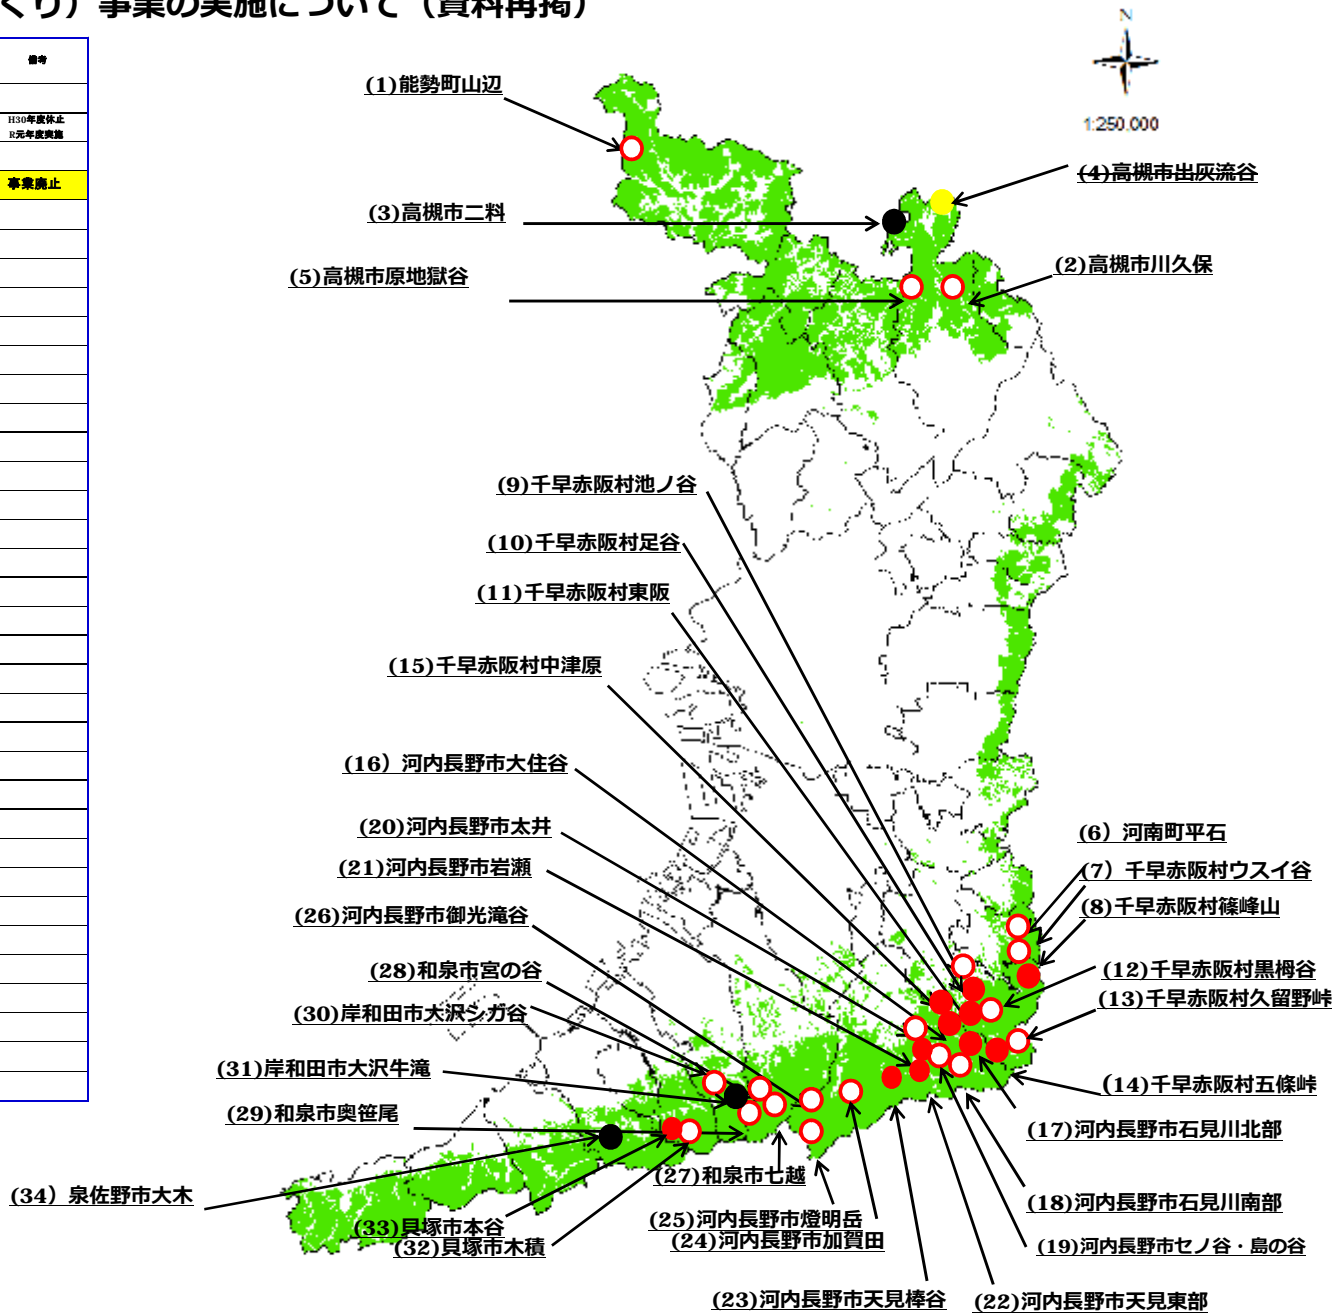 くり）事業の実施について（資料再掲）
備考
H30年度休止
R元年度実施
事業廃止
N
1:250.000
(1)能勢町山辺
(4)高槻市出灰流谷
(3)高槻市二料
(2)高槻市川久保
(5)高槻市原地獄谷
(9)千早赤阪村池ノ谷
(10)千早赤阪村足谷
(11)千早赤阪村東阪
(15)千早赤阪村中津原
(16）河内長野市大住谷
(20)河内長野市太井
(21)河内長野市岩瀬
(26)河内長野市御光滝谷
(28)和泉市宮の谷
(30)岸和田市大沢シガ谷
(31)岸和田市大沢牛滝
(29)和泉市奥笹尾
(34）泉佐野市大木
(33)貝塚市本谷
(32)貝塚市木積
(6）河南町平石
(7）千早赤阪村ウスイ谷
(8)千早赤阪村篠峰山
(12)千早赤阪村黒栂谷
(13)千早赤阪村久留野峠
(14)千早赤阪村五條峠
(17)河内長野市石見川北部
(27)和泉市七越
(18)河内長野市石見川南部
(25)河内長野市燈明岳
(24)河内長野市加賀田
(19)河内長野市セノ谷・島の谷
(23)河内長野市天見棒谷
(22)河内長野市天見東部